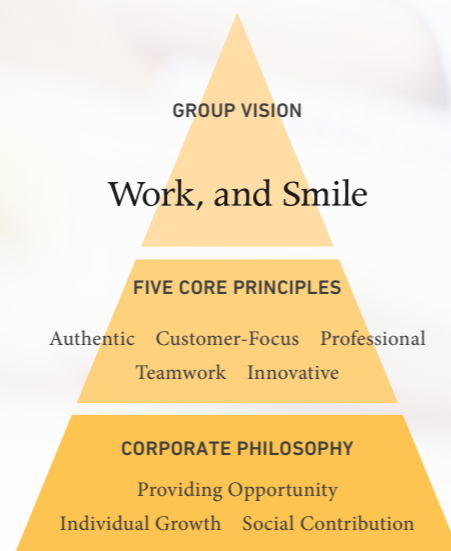 GROUP VISION
Work, and Smile
FIVE CORE PRINCIPLES
Authentic Customer-Focus Professional
Teamwork Innovative
CORPORATE PHILOSOPHY
Providing Opportunity
Individual Growth Social Contribution